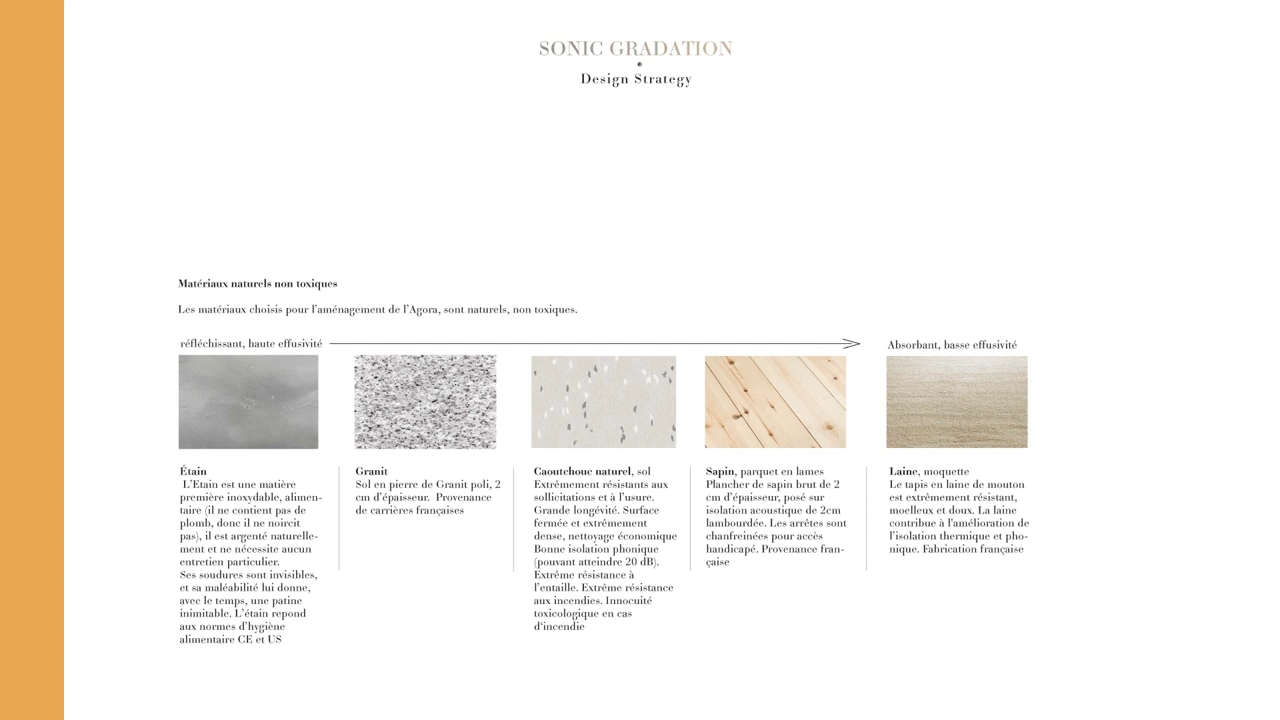 SONIC GRADATION
Design Strategy
Matériaux naturels non toxiques
Les matériaux choisis pour l'aménagement de l'Agora, sont naturels, non toxiques.
réfléchissant, haute effusivité
Absorbant, basse effusivité
Étain
L'Etain est une matière
première inoxydable, alimen-
taire (il ne contient pas de
plomb, donc il ne noircit
pas), il est argenté naturelle-
ment et ne nécessite aucun
entretien particulier.
Ses soudures sont invisibles,
et sa maléabilité lui donne,
avec le temps, une patine
inimitable. L'étain repond
aux normes d'hygiène
alimentaire CE et US
Granit
Sol en pierre de Granit poli, 2
cm d'épaisseur. Provenance
de carrières françaises
Caoutchouc naturel, sol
Extrêmement résistants aux
sollicitations et à l'usure.
Grande longévité. Surface
fermée et extrêmement
dense, nettoyage économique
Bonne isolation phonique
(pouvant atteindre 20 dB).
Extrême résistance à
l'entaille. Extrême résistance
aux incendies. Innocuité
toxicologique en cas
d'incendie
Sapin, parquet en lames
Plancher de sapin brut de 2
cm d'épaisseur, posé sur
isolation acoustique de 2cm
lambourdée. Les arrêtes sont
chanfreinées pour accès
handicapé. Provenance fran-
çaise
Laine, moquette
Le tapis en laine de mouton
est extrêmement résistant,
moelleux et doux. La laine
contribue à l'amélioration de
l'isolation thermique et pho-
nique. Fabrication française